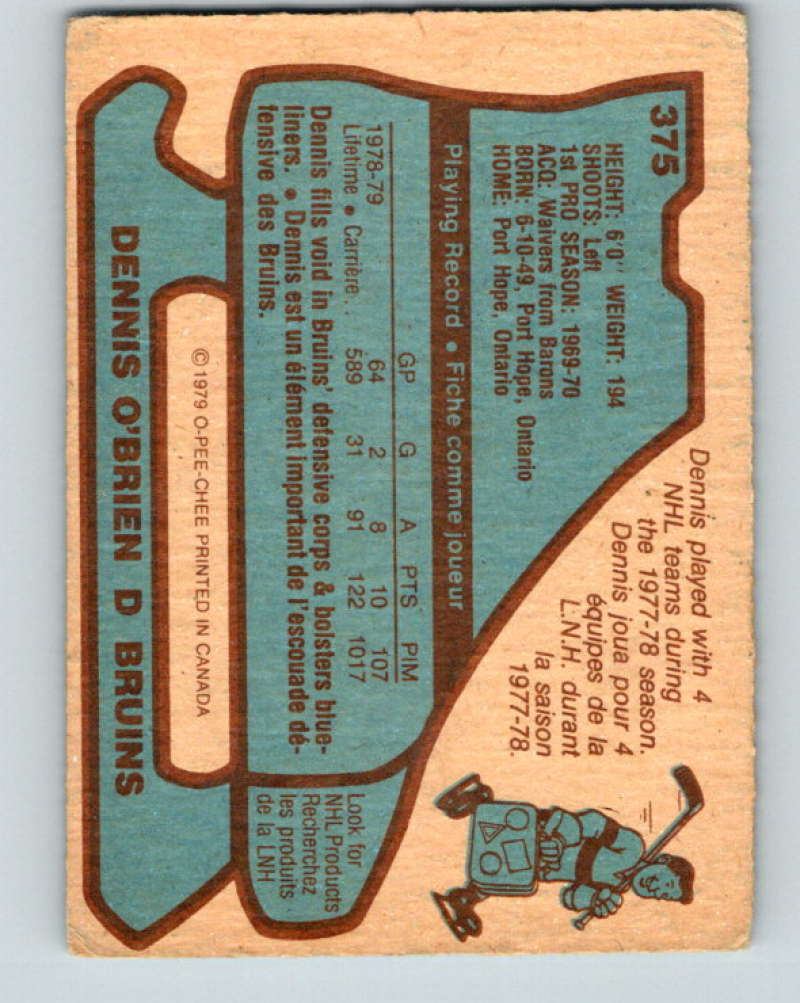 375
HEIGHT: 6'0" WEIGHT: 194
SHOOTS: Left
1st PRO SEASON: 1969-70
ACQ: Waivers from Barons
BORN: 6-10-49, Port Hope, Ontario
HOME: Port Hope, Ontario
Dennis played with 4
NHL teams during
the 1977-78 season.
Dennis joua pour 4
équipes de la
L.N.H. durant
la saison
1977-78.
Playing Record • Fiche comme joueur
GP G A PTS PIM
1978-79 64 2 8 10 107
Lifetime • Carrière . . 589 31 91 122 1017
Dennis fills void in Bruins' defensive corps & bolsters blue-
liners. • Dennis est un élément important de l'escouade dé-
fensive des Bruins.
Look for
NHL Products
Recherchez
les produits
de la LNH
© 1979 O-PEE-CHEE PRINTED IN CANADA
DENNIS O'BRIEN D BRUINS